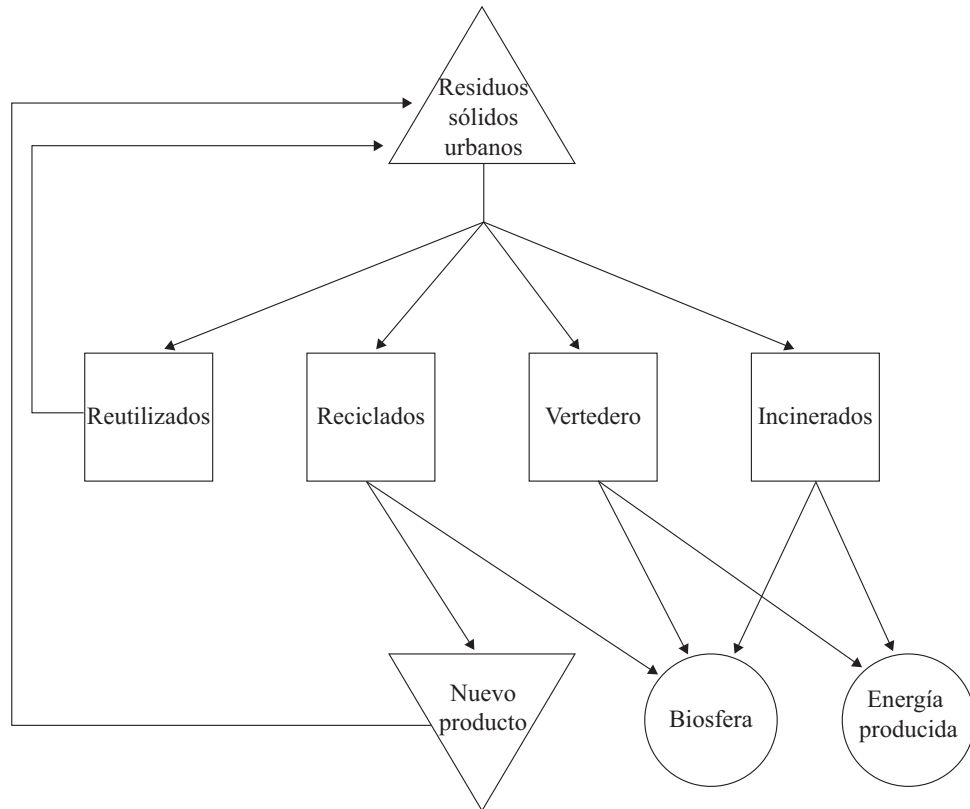 Residuos
sólidos
urbanos
Reutilizados
Reciclados
Vertedero
Incinerados
Nuevo
producto
Biosfera
Energía
producida